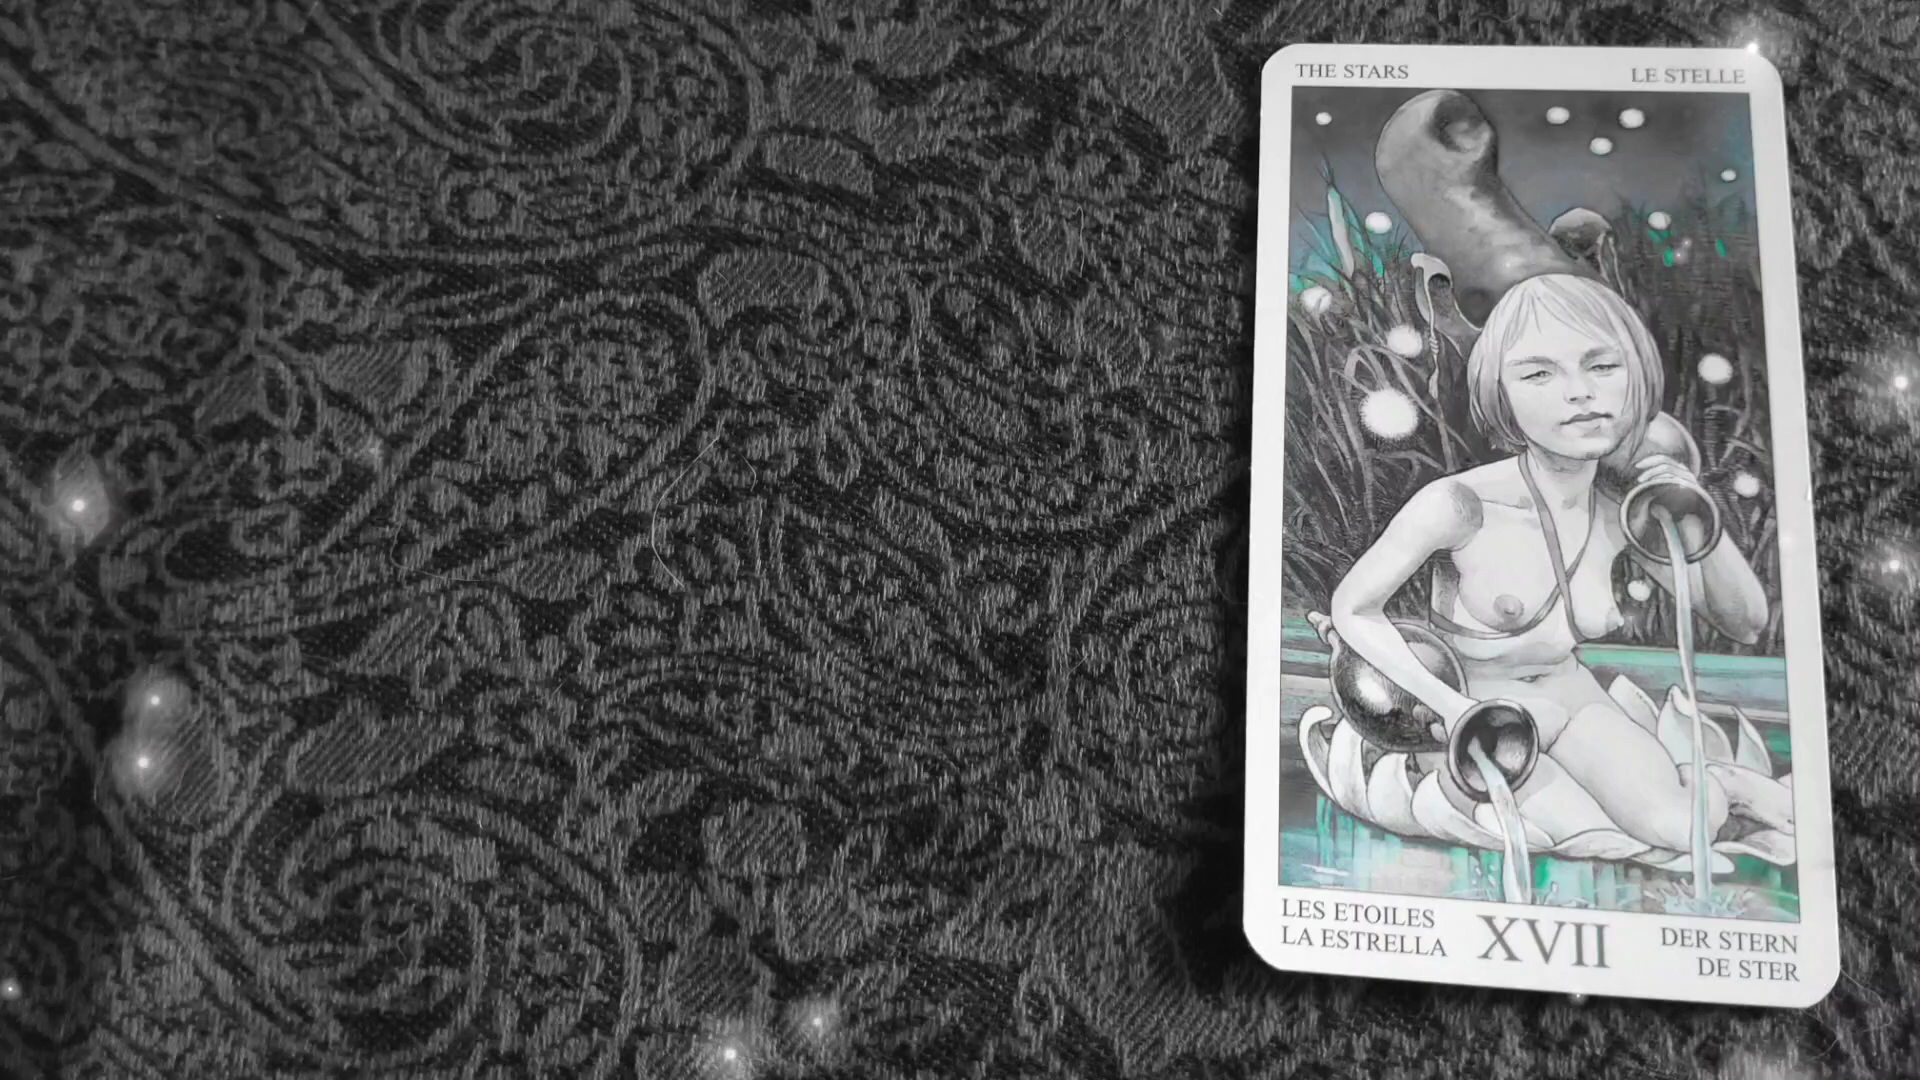 THE STARS
LE STELLE
LES ETOILES
LA ESTRELLA
XVII
DER STERN
DE STER